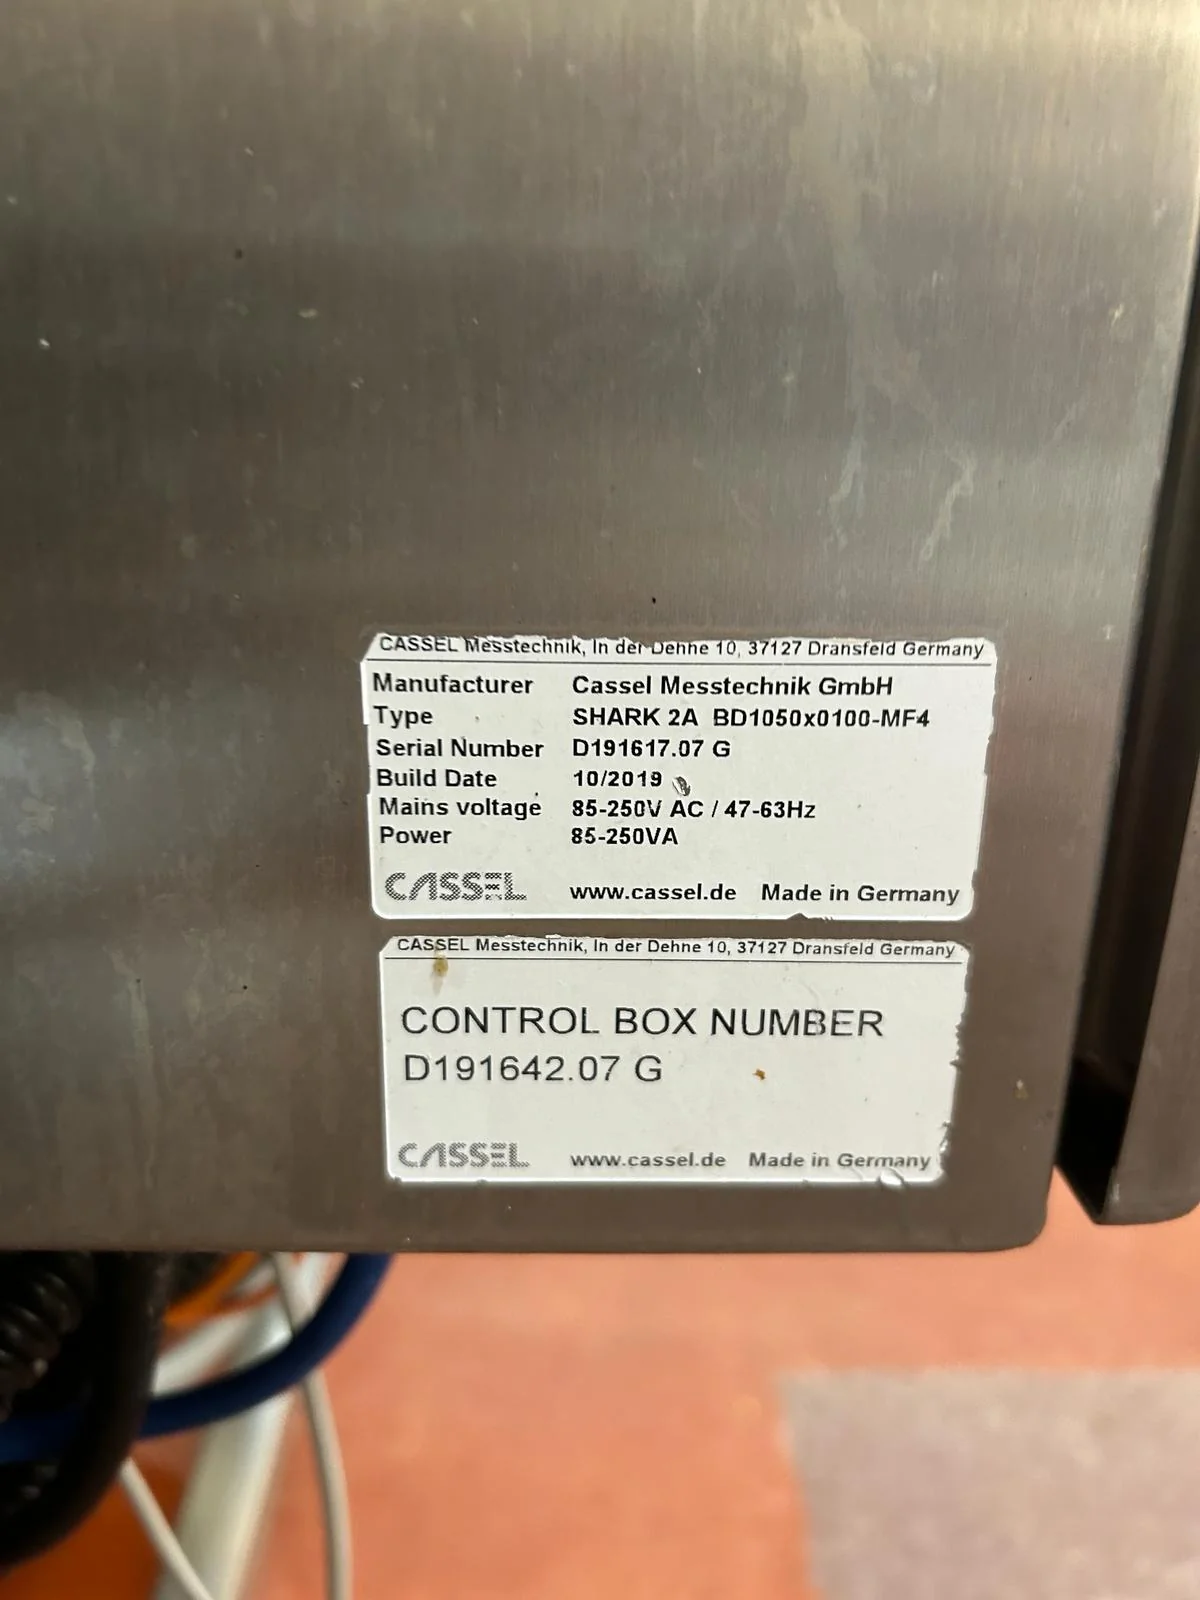 CASSEL Messtechnik, In der Dehne 10, 37127 Dransfeld Germany
Manufacturer Cassel Messtechnik GmbH
Type SHARK 2A BD1050x0100-MF4
Serial Number D191617.07 G
Build Date 10/2019
Mains voltage 85-250V AC / 47-63Hz
Power 85-250VA
CASSEL www.cassel.de Made in Germany
CASSEL Messtechnik, In der Dehne 10, 37127 Dransfeld Germany
CONTROL BOX NUMBER
D191642.07 G
CASSEL www.cassel.de Made in Germany